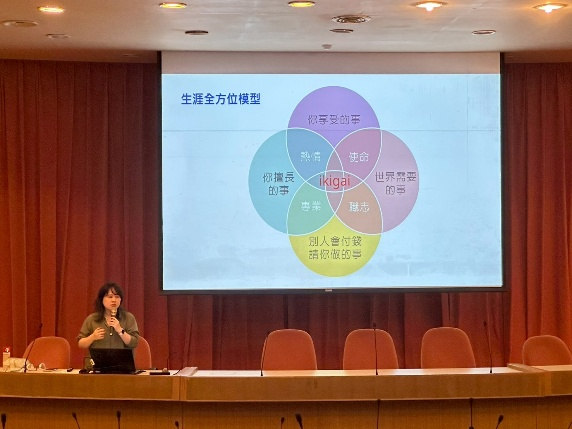 生涯全方位模型
你享受的事
熱情
使命
你擅長
的事
ikigai
世界需要
的事
專業
職志
別人會付錢
請你做的事